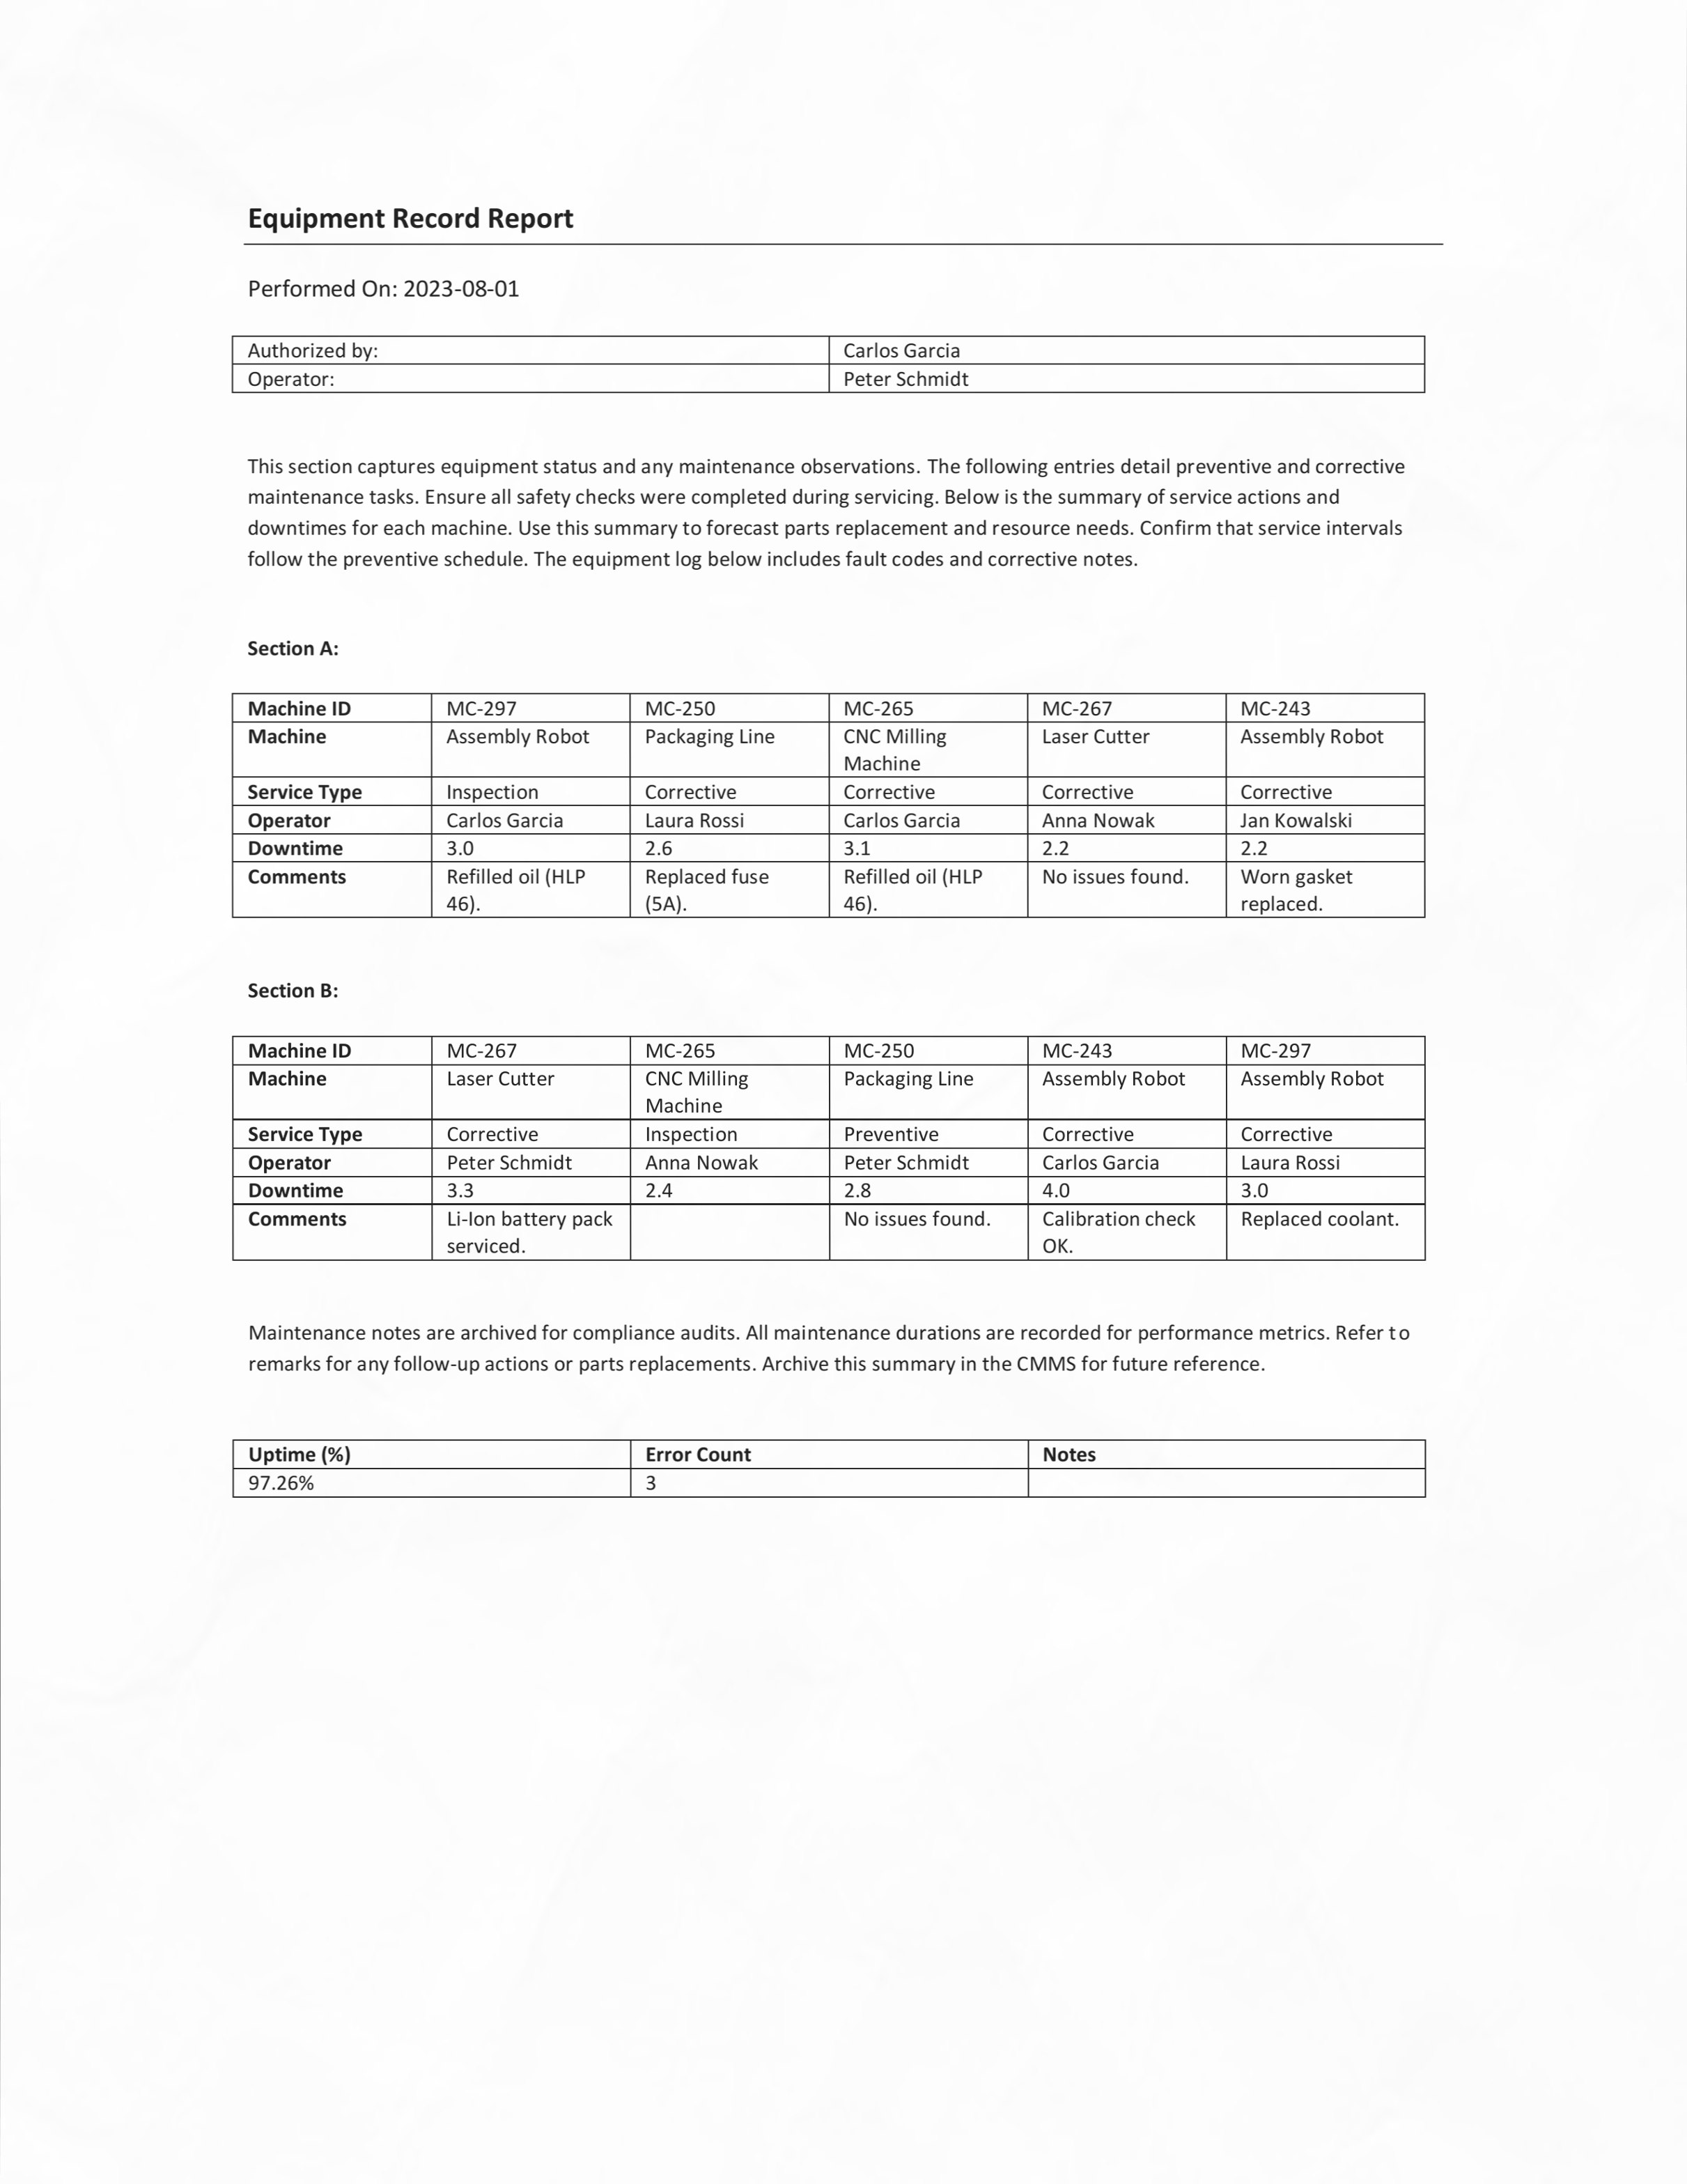 Equipment Record Report
Performed On: 2023-08-01
Authorized by: Carlos Garcia
Operator: Peter Schmidt
This section captures equipment status and any maintenance observations. The following entries detail preventive and corrective
maintenance tasks. Ensure all safety checks were completed during servicing. Below is the summary of service actions and
downtimes for each machine. Use this summary to forecast parts replacement and resource needs. Confirm that service intervals
follow the preventive schedule. The equipment log below includes fault codes and corrective notes.
Section A:
Machine ID MC-297 MC-250 MC-265 MC-267 MC-243
Machine Assembly Robot Packaging Line CNC Milling Laser Cutter Assembly Robot
Machine
Service Type Inspection Corrective Corrective Corrective Corrective
Operator Carlos Garcia Laura Rossi Carlos Garcia Anna Nowak Jan Kowalski
Downtime 3.0 2.6 3.1 2.2 2.2
Comments Refilled oil (HLP Replaced fuse Refilled oil (HLP No issues found. Worn gasket
46). (5A). 46). replaced.
Section B:
Machine ID MC-267 MC-265 MC-250 MC-243 MC-297
Machine Laser Cutter CNC Milling Packaging Line Assembly Robot Assembly Robot
Machine
Service Type Corrective Inspection Preventive Corrective Corrective
Operator Peter Schmidt Anna Nowak Peter Schmidt Carlos Garcia Laura Rossi
Downtime 3.3 2.4 2.8 4.0 3.0
Comments Li-Ion battery pack No issues found. Calibration check Replaced coolant.
serviced. OK.
Maintenance notes are archived for compliance audits. All maintenance durations are recorded for performance metrics. Refer to
remarks for any follow-up actions or parts replacements. Archive this summary in the CMMS for future reference.
Uptime (%) Error Count Notes
97.26% 3